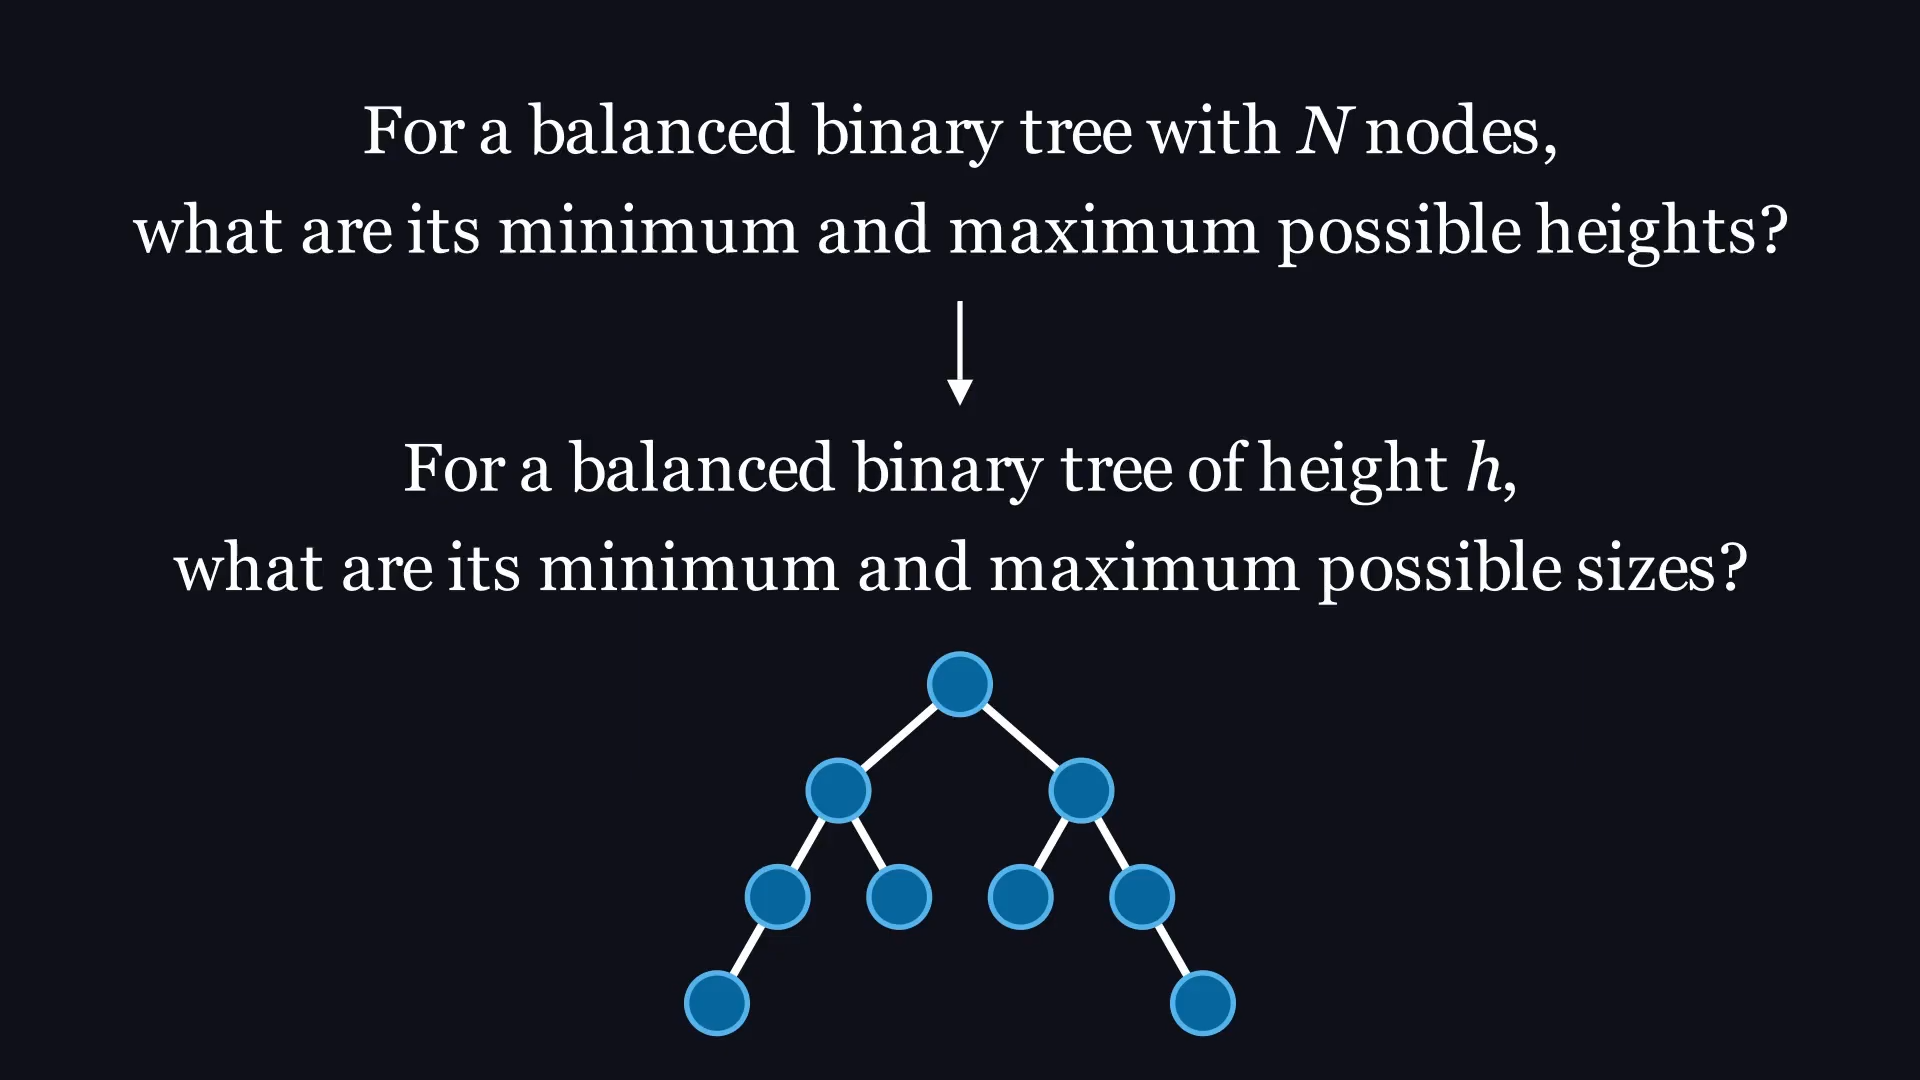 For a balanced binary tree with N nodes,
what are its minimum and maximum possible heights?
For a balanced binary tree of height h,
what are its minimum and maximum possible sizes?